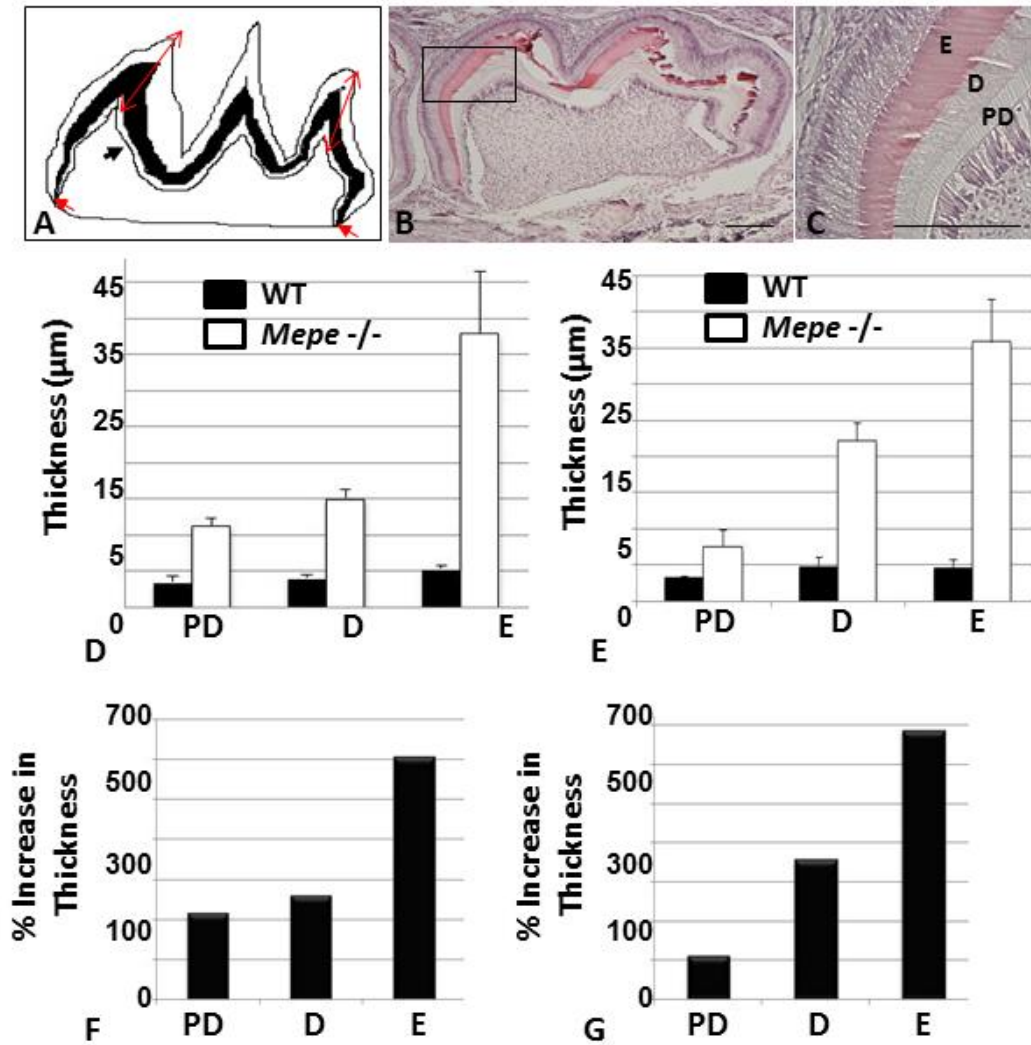 A
B
E
D
PD
C
45
35
25
15
5
0
Thickness (µm)
WT
Mepe -/-
PD D E
D
45
35
25
15
5
0
Thickness (µm)
WT
Mepe -/-
PD D E
E
700
500
300
100
0
% Increase in
Thickness
PD D E
F
700
500
300
100
0
% Increase in
Thickness
PD D E
G